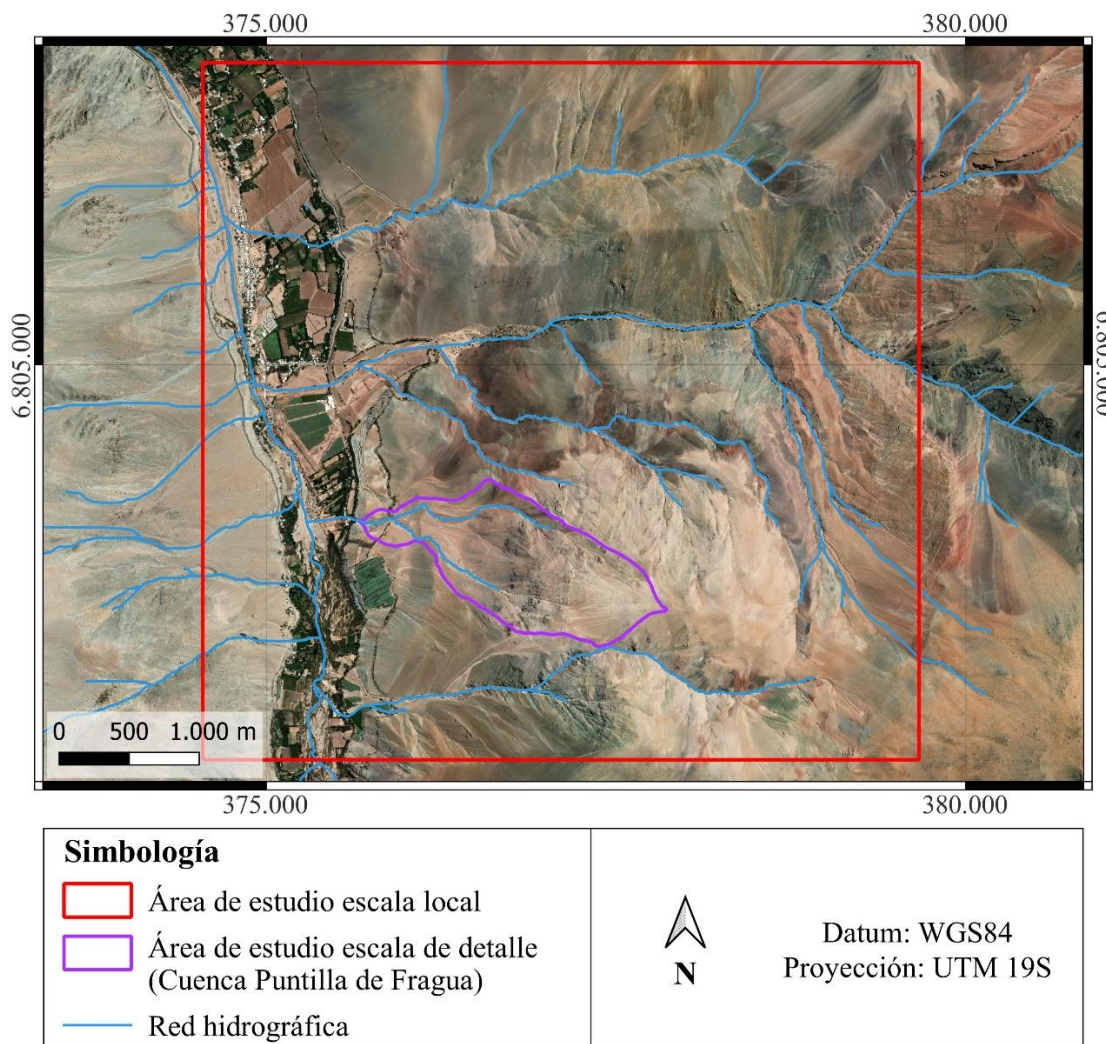 375.000
380.000
6.805.000
6.805.000
0 500 1.000 m
375.000
380.000
Simbología
Área de estudio escala local
Área de estudio escala de detalle
(Cuenca Puntilla de Fragua)
Red hidrográfica
N
Datum: WGS84
Proyección: UTM 19S